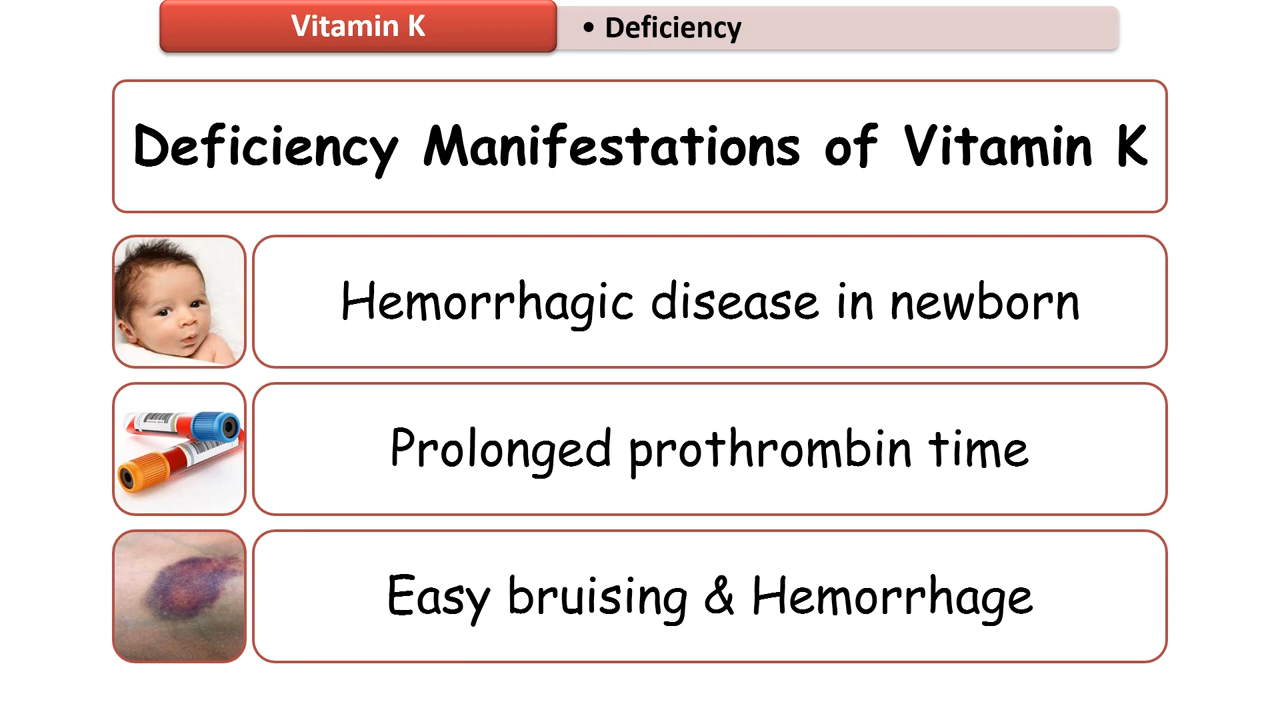 Vitamin K
• Deficiency
Deficiency Manifestations of Vitamin K
Hemorrhagic disease in newborn
Prolonged prothrombin time
Easy bruising & Hemorrhage